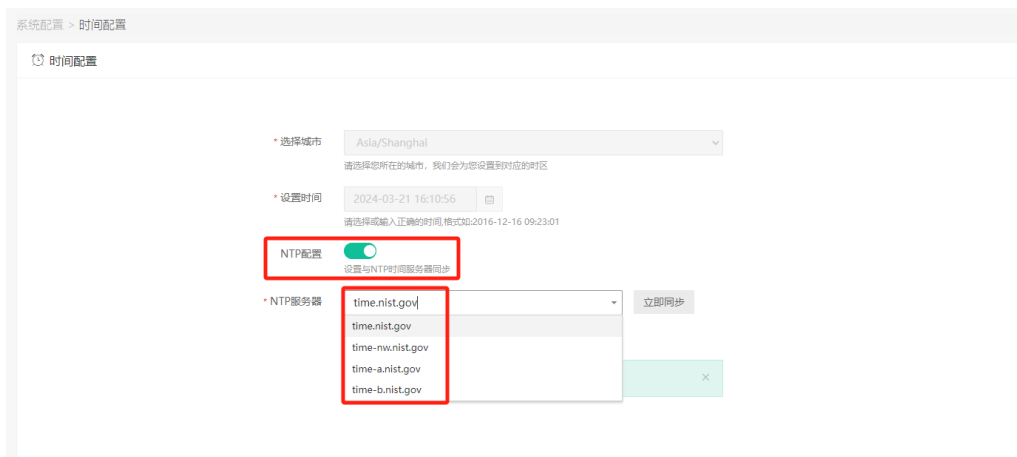 系统配置 > 时间配置
时间配置
* 选择城市 Asia/Shanghai
请选择您所在的城市，我们会为您设置到对应的时区
* 设置时间 2024-03-21 16:10:56
请选择或输入正确的时间,格式如:2016-12-16 09:23:01
NTP配置
设置与NTP时间服务器同步
* NTP服务器 time.nist.gov 立即同步
time.nist.gov
time-nw.nist.gov
time-a.nist.gov
time-b.nist.gov